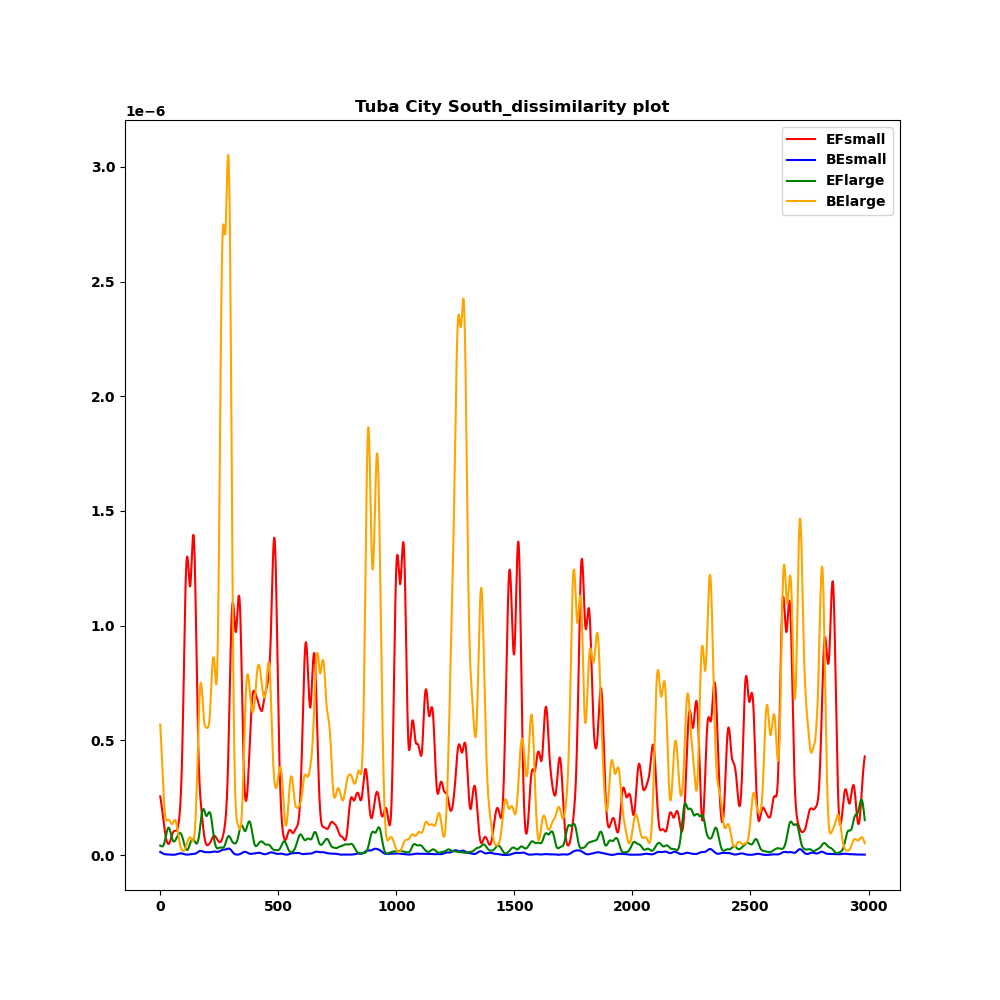 Tuba City South_dissimilarity plot
1e−6
EFsmall
BEsmall
EFlarge
BElarge
3.0
2.5
2.0
1.5
1.0
0.5
0.0
0 500 1000 1500 2000 2500 3000